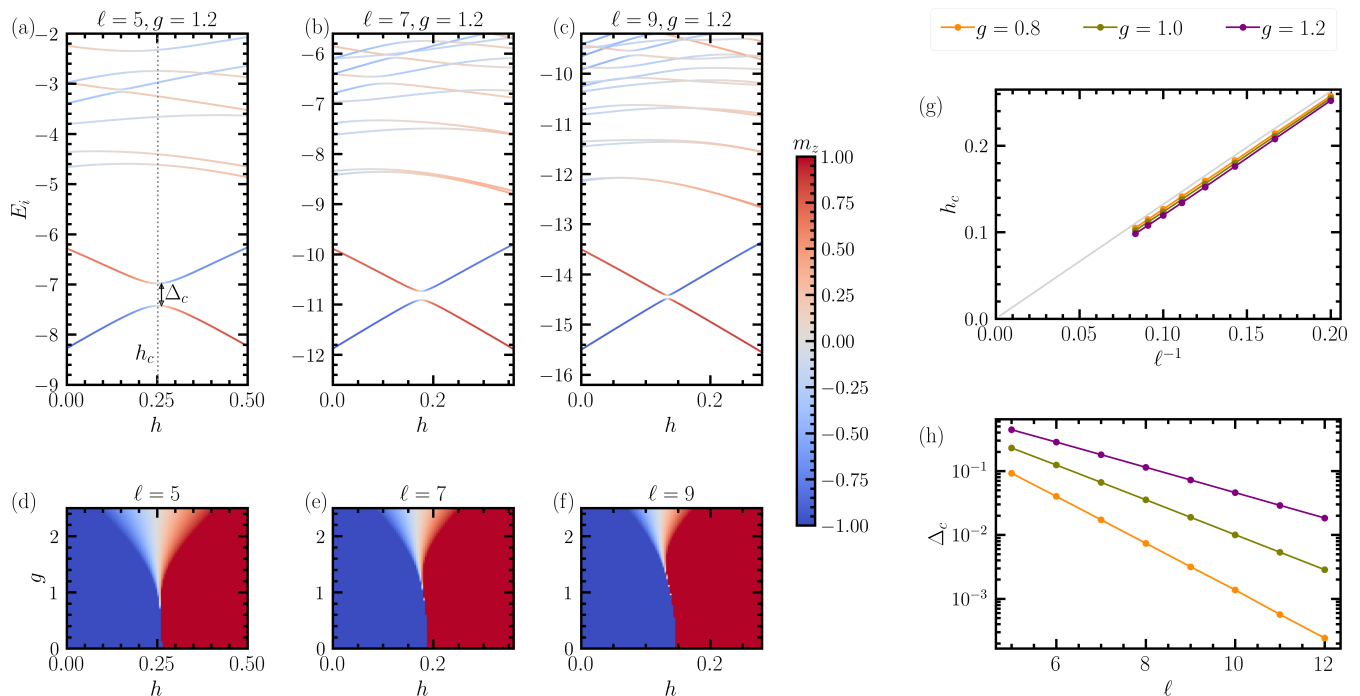 (a) ℓ = 5, g = 1.2
(b) ℓ = 7, g = 1.2
(c) ℓ = 9, g = 1.2
g = 0.8 g = 1.0 g = 1.2
−2
−3
−4
−5
−6
−7
−8
−9
E_i
0.00 0.25 0.50
h
h_c
Δ_c
−6
−7
−8
−9
−10
−11
−12
0.0 0.2
h
−10
−11
−12
−13
−14
−15
−16
0.0 0.2
h
m_z
1.00
0.75
0.50
0.25
0.00
−0.25
−0.50
−0.75
−1.00
(g)
h_c
0.2
0.1
0.0
0.00 0.05 0.10 0.15 0.20
ℓ⁻¹
(d) ℓ = 5
g
2
1
0
0.00 0.25 0.50
h
(e) ℓ = 7
2
1
0
0.0 0.2
h
(f) ℓ = 9
2
1
0
0.0 0.2
h
(h)
Δ_c
10⁻¹
10⁻²
10⁻³
6 8 10 12
ℓ